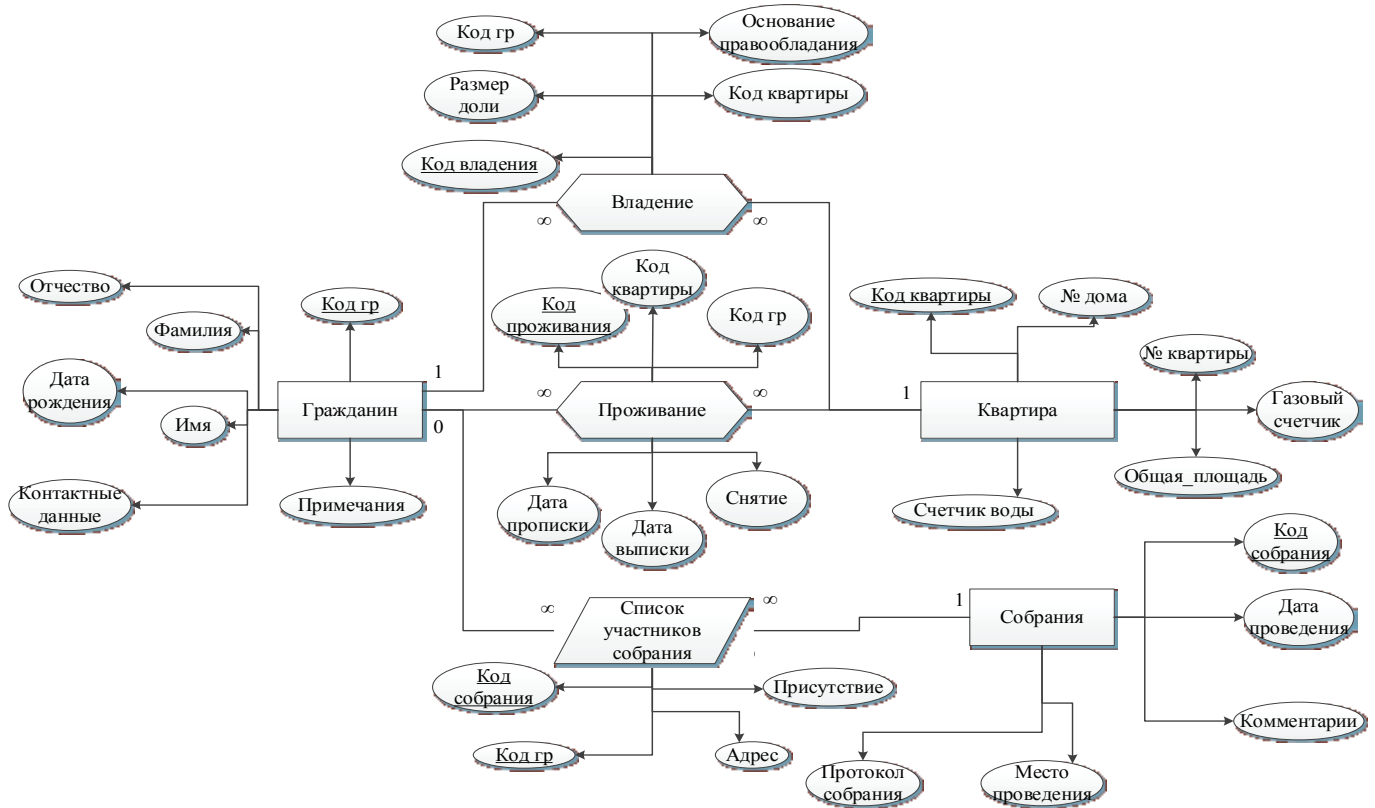 Код гр
Основание
правообладания
Размер
доли
Код квартиры
Код владения
Владение
∞
∞
Отчество
Фамилия
Код гр
Дата
рождения
Имя
Контактные
данные
Гражданин
1
0
Примечания
Код
квартиры
Код
проживания
Код гр
∞
Проживание
∞
Дата
прописки
Дата
выписки
Снятие
Код квартиры
№ дома
№ квартиры
1
Квартира
Газовый
счетчик
Общая_площадь
Счетчик воды
∞
Список
участников
собрания
∞
Код
собрания
Присутствие
Код гр
Адрес
1
Собрания
Код
собрания
Дата
проведения
Комментарии
Протокол
собрания
Место
проведения